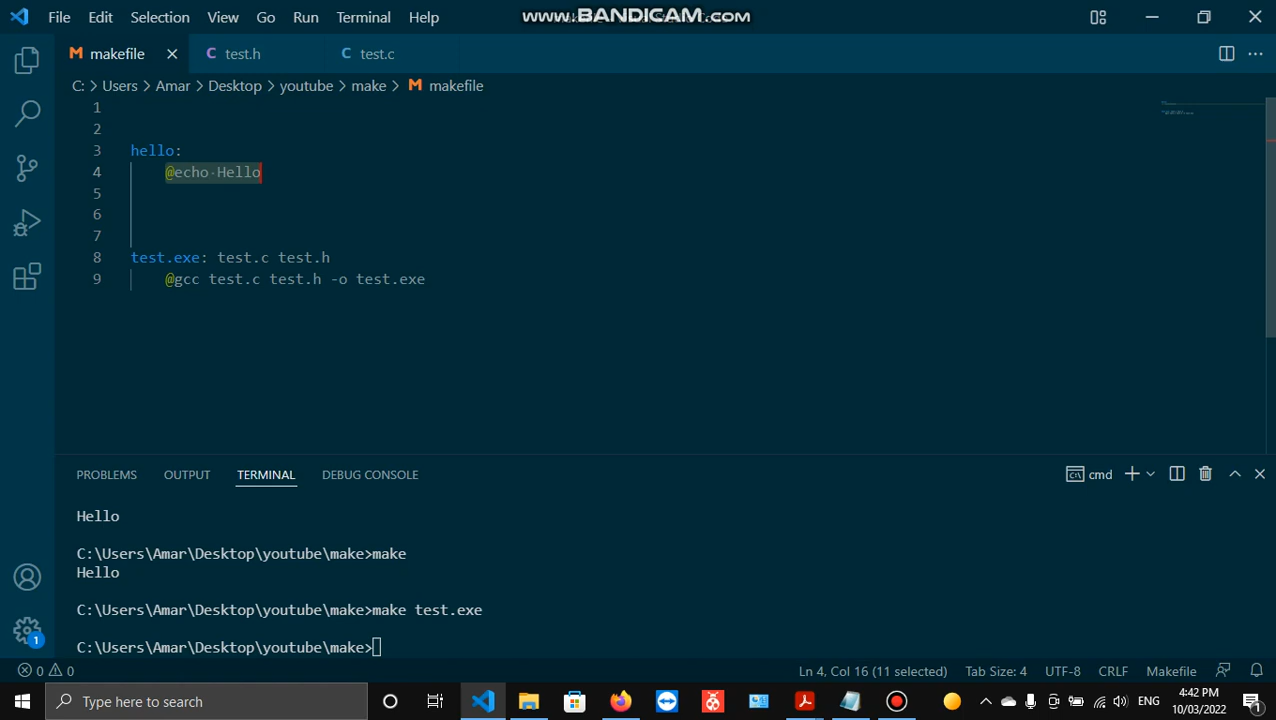 File Edit Selection View Go Run Terminal Help
www.BANDICAM.com
makefile test.h test.c
C: > Users > Amar > Desktop > youtube > make > makefile
1
2
3 hello:
4 @echo·Hello
5
6
7
8 test.exe: test.c test.h
9 @gcc test.c test.h -o test.exe
PROBLEMS OUTPUT TERMINAL DEBUG CONSOLE
cmd
Hello
C:\Users\Amar\Desktop\youtube\make>make
Hello
C:\Users\Amar\Desktop\youtube\make>make test.exe
C:\Users\Amar\Desktop\youtube\make>
1
0 0 Ln 4, Col 16 (11 selected) Tab Size: 4 UTF-8 CRLF Makefile
Type here to search
ENG
4:42 PM
10/03/2022
1